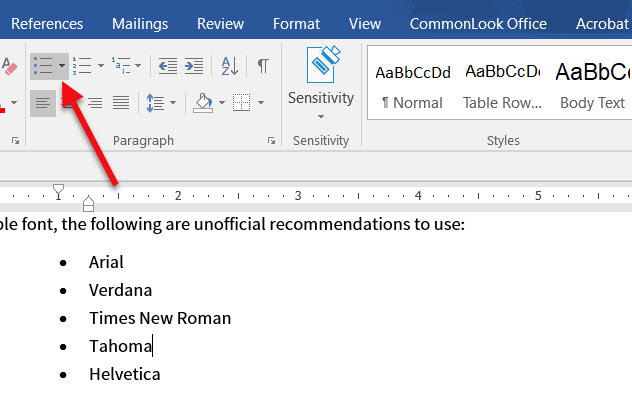 References Mailings Review Format View CommonLook Office Acrobat
AaBbCcDd AaBbCcDc AaBbCc
Sensitivity ¶ Normal Table Row... Body Text
Paragraph Sensitivity Styles
1 2 3 4 5
ple font, the following are unofficial recommendations to use:
• Arial
• Verdana
• Times New Roman
• Tahoma
• Helvetica